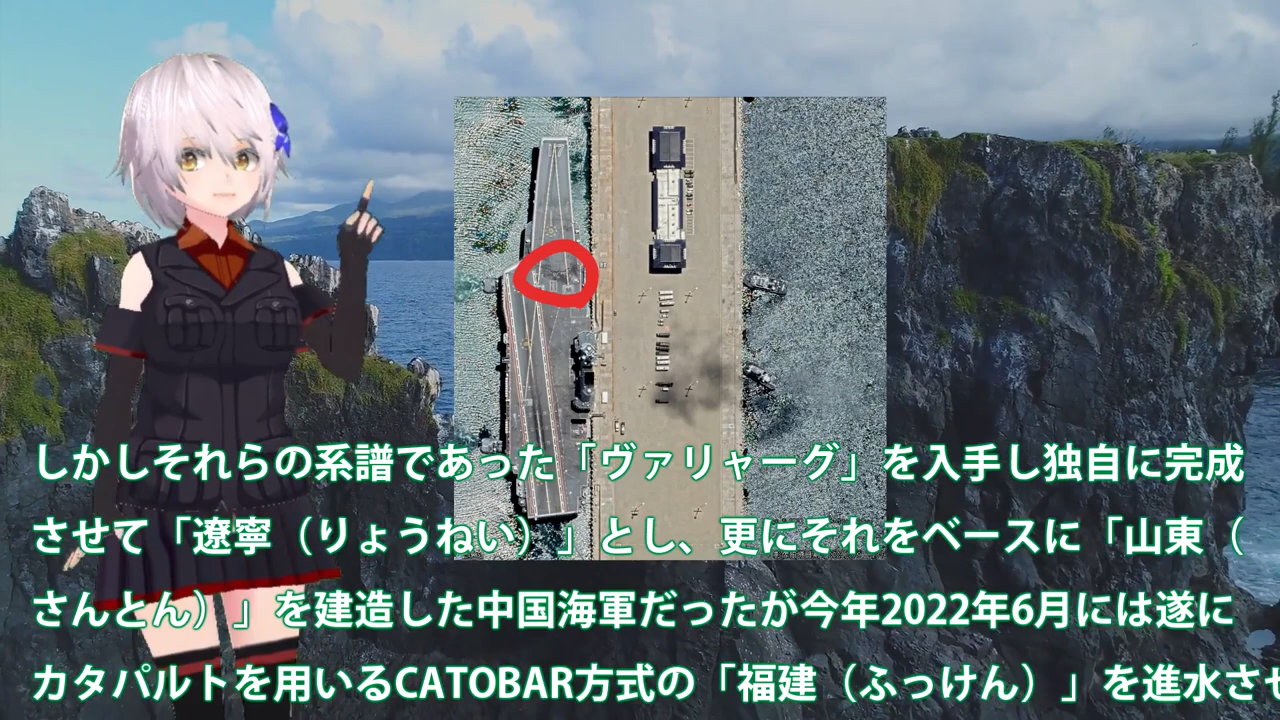 しかしそれらの系譜であった「ヴァリャーグ」を入手し独自に完成
させて「遼寧（りょうねい）」とし、更にそれをベースに「山東（
さんとん）」を建造した中国海軍だったが今年2022年6月には遂に
カタパルトを用いるCATOBAR方式の「福建（ふっけん）」を進水させ